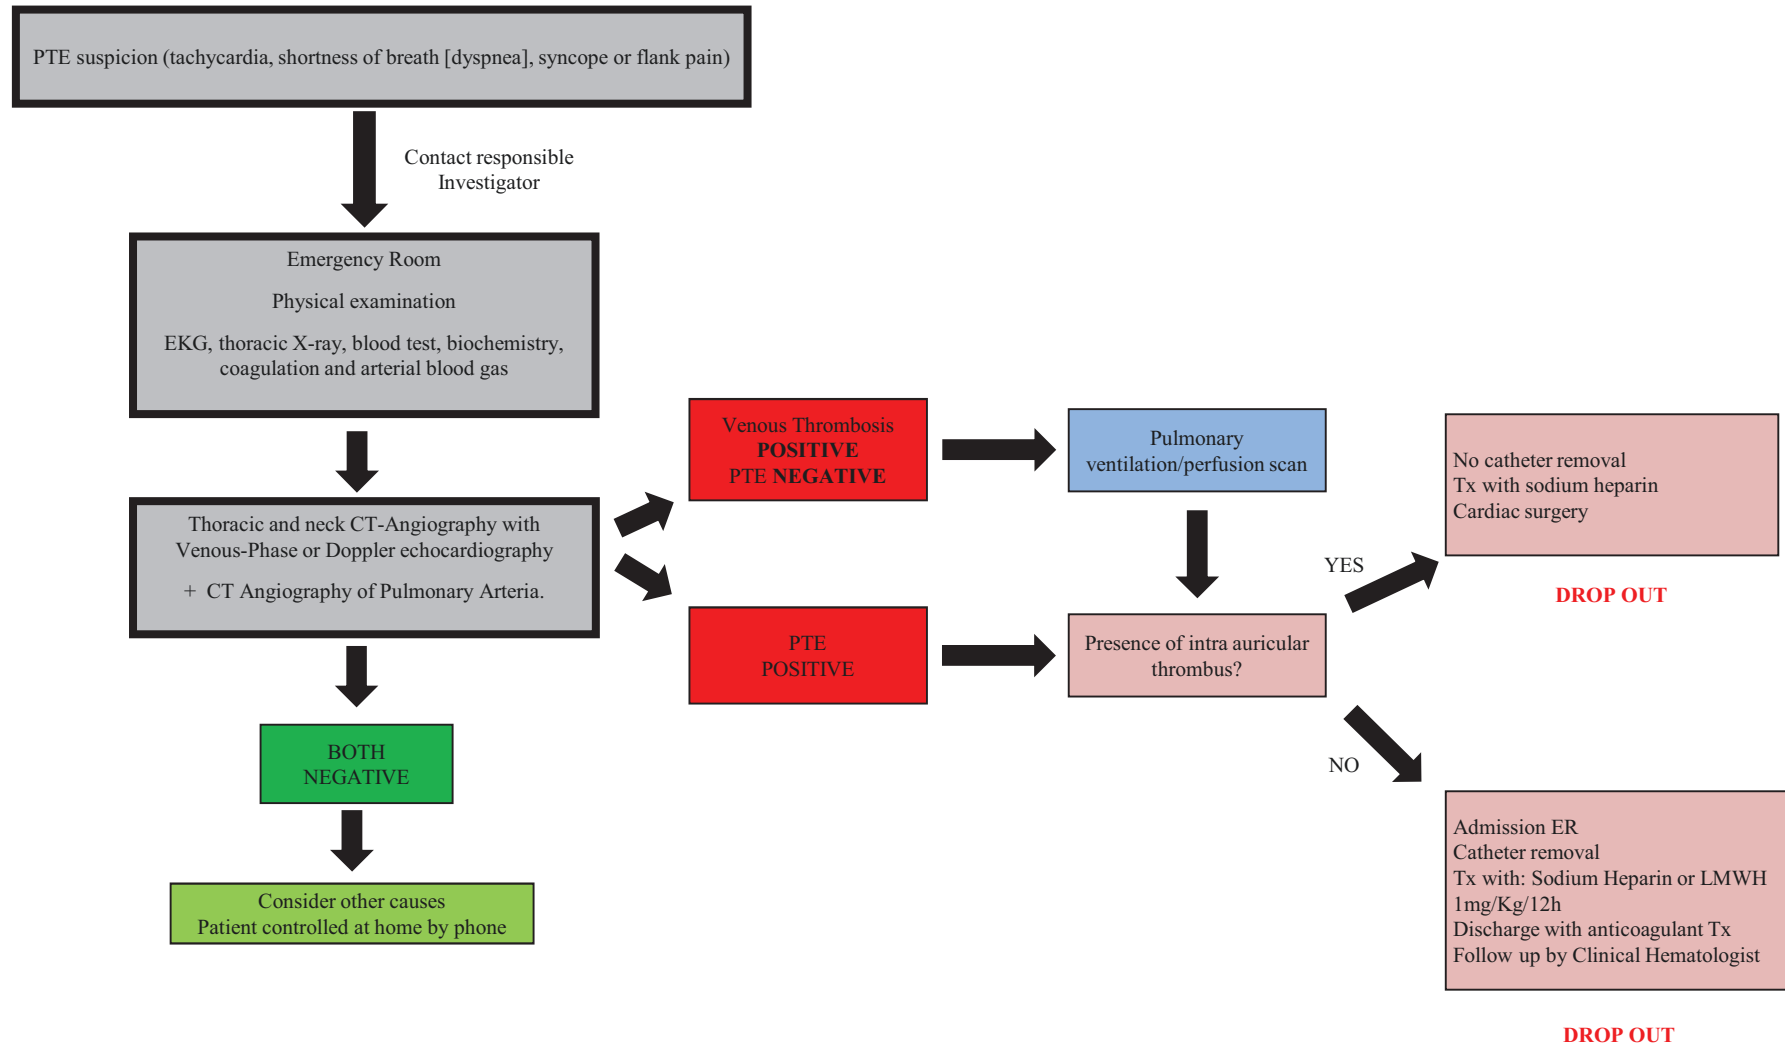 PTE suspicion (tachycardia, shortness of breath [dyspnea], syncope or flank pain)
Contact responsible
Investigator
Emergency Room
Physical examination
EKG, thoracic X-ray, blood test, biochemistry,
coagulation and arterial blood gas
Thoracic and neck CT-Angiography with
Venous-Phase or Doppler echocardiography
+ CT Angiography of Pulmonary Arteria.
BOTH
NEGATIVE
Consider other causes
Patient controlled at home by phone
Venous Thrombosis
POSITIVE
PTE NEGATIVE
PTE
POSITIVE
Pulmonary
ventilation/perfusion scan
Presence of intra auricular
thrombus?
YES
No catheter removal
Tx with sodium heparin
Cardiac surgery
DROP OUT
NO
Admission ER
Catheter removal
Tx with: Sodium Heparin or LMWH
1mg/Kg/12h
Discharge with anticoagulant Tx
Follow up by Clinical Hematologist
DROP OUT